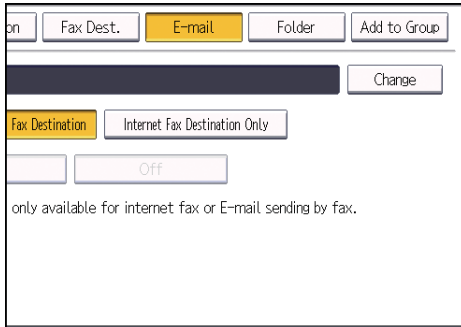 on Fax Dest. E-mail Folder Add to Group
Change
Fax Destination Internet Fax Destination Only
Off
only available for internet fax or E-mail sending by fax.